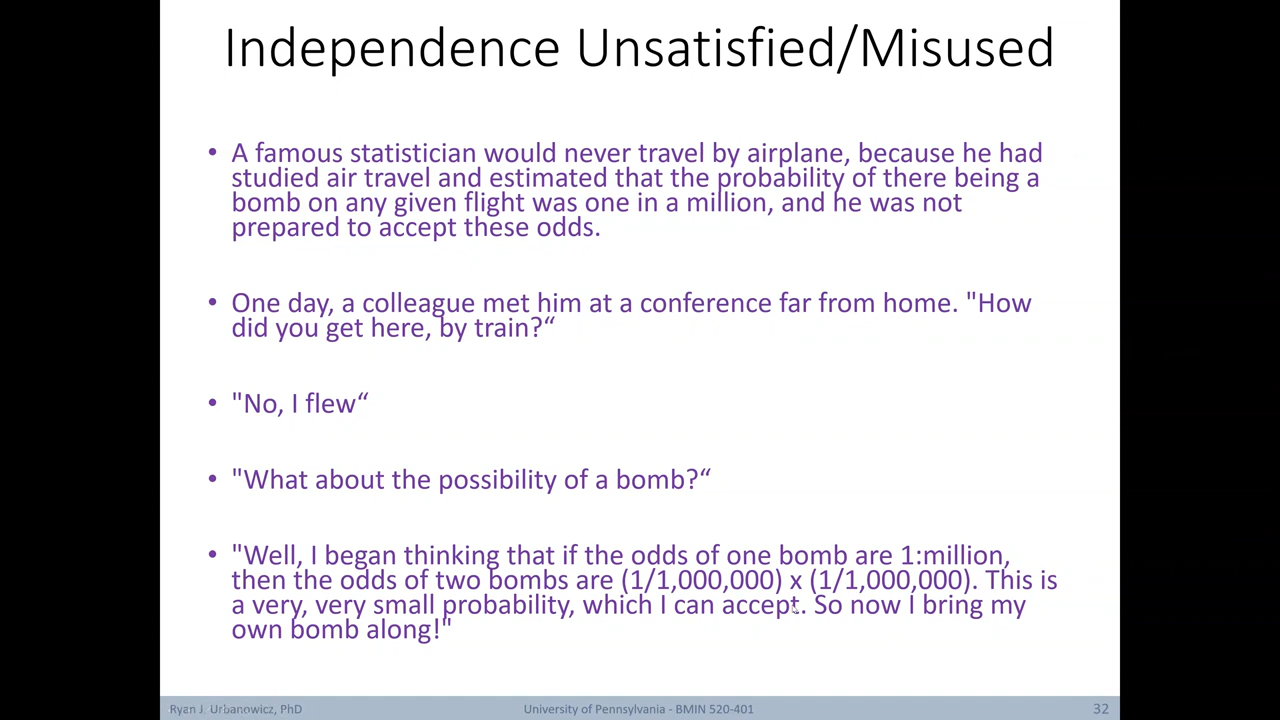 Independence Unsatisfied/Misused
• A famous statistician would never travel by airplane, because he had
studied air travel and estimated that the probability of there being a
bomb on any given flight was one in a million, and he was not
prepared to accept these odds.
• One day, a colleague met him at a conference far from home. "How
did you get here, by train?“
• "No, I flew“
• "What about the possibility of a bomb?“
• "Well, I began thinking that if the odds of one bomb are 1:million,
then the odds of two bombs are (1/1,000,000) x (1/1,000,000). This is
a very, very small probability, which I can accept. So now I bring my
own bomb along!"
Ryan J. Urbanowicz, PhD
University of Pennsylvania - BMIN 520-401
32